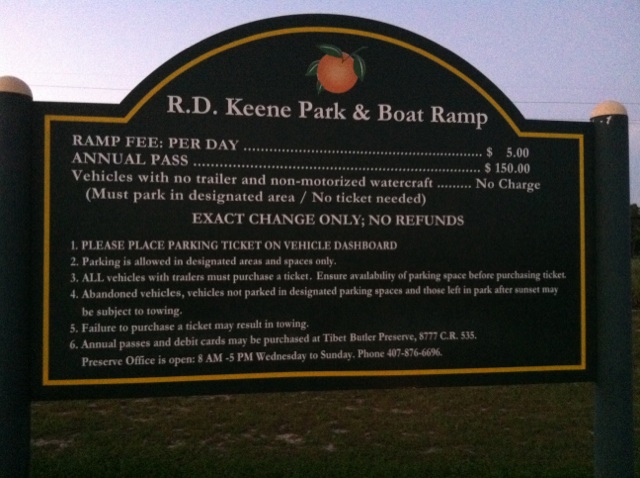 R.D. Keene Park & Boat Ramp
RAMP FEE: PER DAY ........................................................ $ 5.00
ANNUAL PASS .................................................................... $ 150.00
Vehicles with no trailer and non-motorized watercraft ......... No Charge
(Must park in designated area / No ticket needed)
EXACT CHANGE ONLY; NO REFUNDS
1. PLEASE PLACE PARKING TICKET ON VEHICLE DASHBOARD
2. Parking is allowed in designated areas and spaces only.
3. ALL vehicles with trailers must purchase a ticket. Ensure availability of parking space before purchasing ticket.
4. Abandoned vehicles, vehicles not parked in designated parking spaces and those left in park after sunset may
be subject to towing.
5. Failure to purchase a ticket may result in towing.
6. Annual passes and debit cards may be purchased at Tibet Butler Preserve, 8777 C.R. 535.
Preserve Office is open: 8 AM -5 PM Wednesday to Sunday. Phone 407-876-6696.